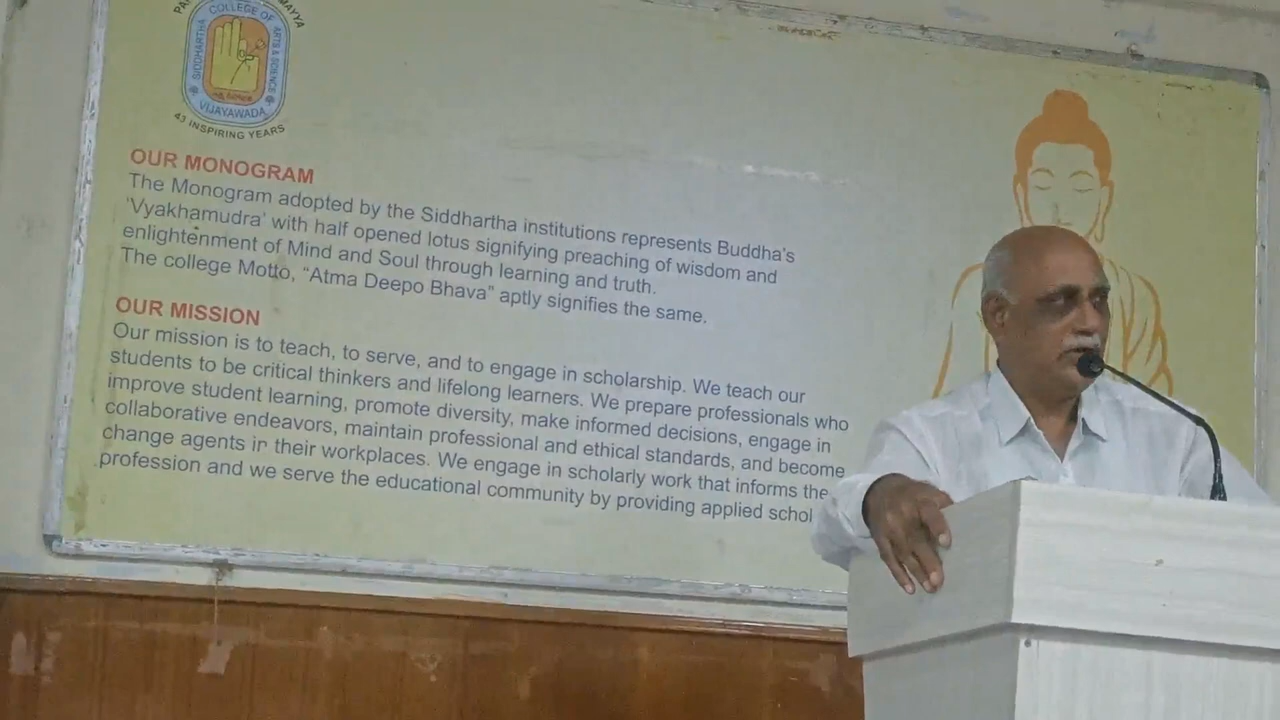 SIDDHARTHA COLLEGE OF ARTS & SCIENCE
VIJAYAWADA
43 INSPIRING YEARS
OUR MONOGRAM
The Monogram adopted by the Siddhartha institutions represents Buddha's
'Vyakhamudra' with half opened lotus signifying preaching of wisdom and
enlightenment of Mind and Soul through learning and truth.
The college Motto, “Atma Deepo Bhava” aptly signifies the same.
OUR MISSION
Our mission is to teach, to serve, and to engage in scholarship. We teach our
students to be critical thinkers and lifelong learners. We prepare professionals who
improve student learning, promote diversity, make informed decisions, engage in
collaborative endeavors, maintain professional and ethical standards, and become
change agents in their workplaces. We engage in scholarly work that informs the
profession and we serve the educational community by providing applied schol